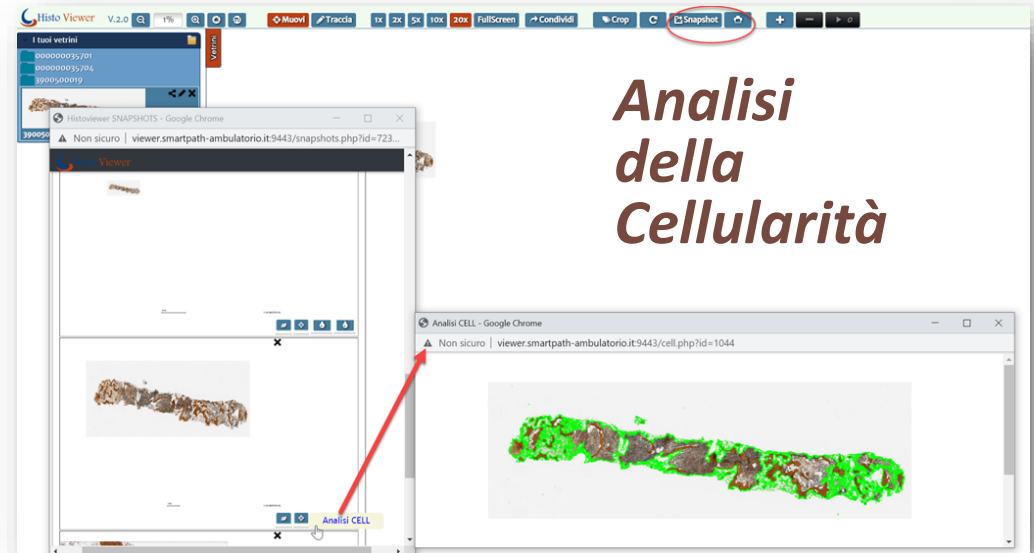 Histo Viewer V.2.0 1% Muovi Traccia 1X 2X 5X 10X 20X FullScreen Condividi Crop Snapshot 0
I tuoi vetrini
Vetrini
000000035701
000000035704
3900500019
39005
Histoviewer SNAPSHOTS - Google Chrome
Non sicuro | viewer.smartpath-ambulatorio.it:9443/snapshots.php?id=723...
Viewer
Analisi
della
Cellularità
Analisi CELL - Google Chrome
Non sicuro | viewer.smartpath-ambulatorio.it:9443/cell.php?id=1044
Analisi CELL